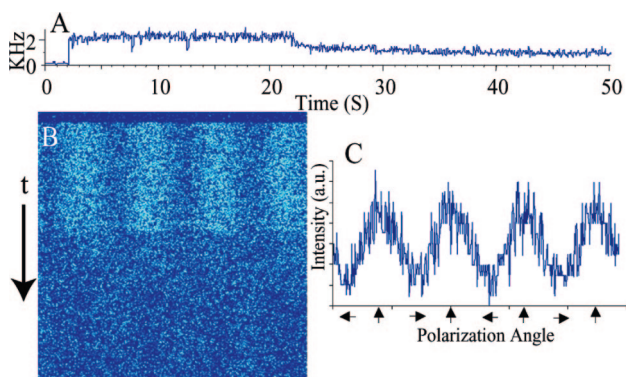 A
KHz
2
0
0 10 20 30 40 50
Time (S)
B
t
C
Intensity (a.u.)
Polarization Angle